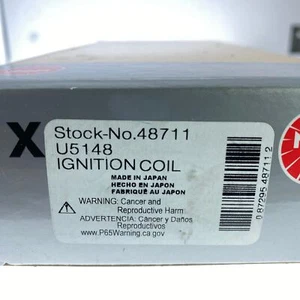 X
Stock-No.48711
U5148
IGNITION COIL
MADE IN JAPAN
HECHO EN JAPON
FABRIQUÉ AU JAPON
WARNING: Cancer and
Reproductive Harm
ADVERTENCIA: Cáncer y Daños
Reproductivos
www.P65Warning.ca.gov
0 87295 48711 2